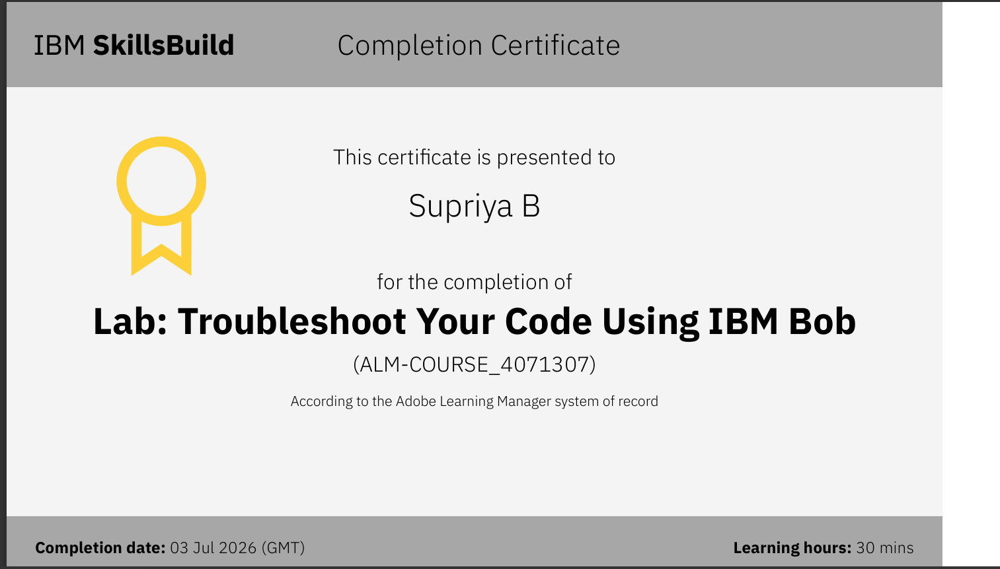 IBM SkillsBuild Completion Certificate
This certificate is presented to
Supriya B
for the completion of
Lab: Troubleshoot Your Code Using IBM Bob
(ALM-COURSE_4071307)
According to the Adobe Learning Manager system of record
Completion date: 03 Jul 2026 (GMT) Learning hours: 30 mins